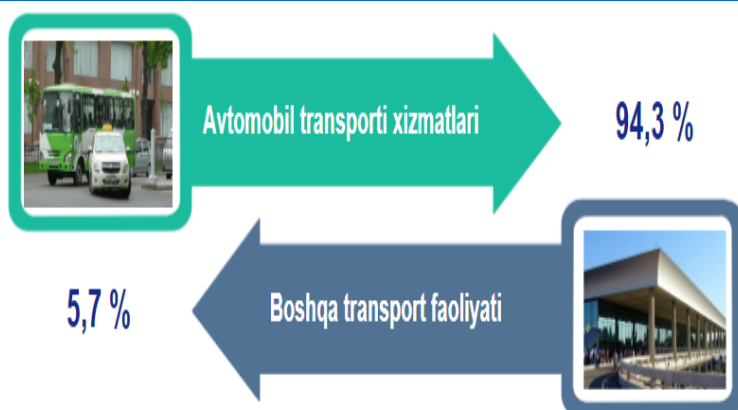 Avtomobil transporti xizmatlari
94,3 %
5,7 %
Boshqa transport faoliyati